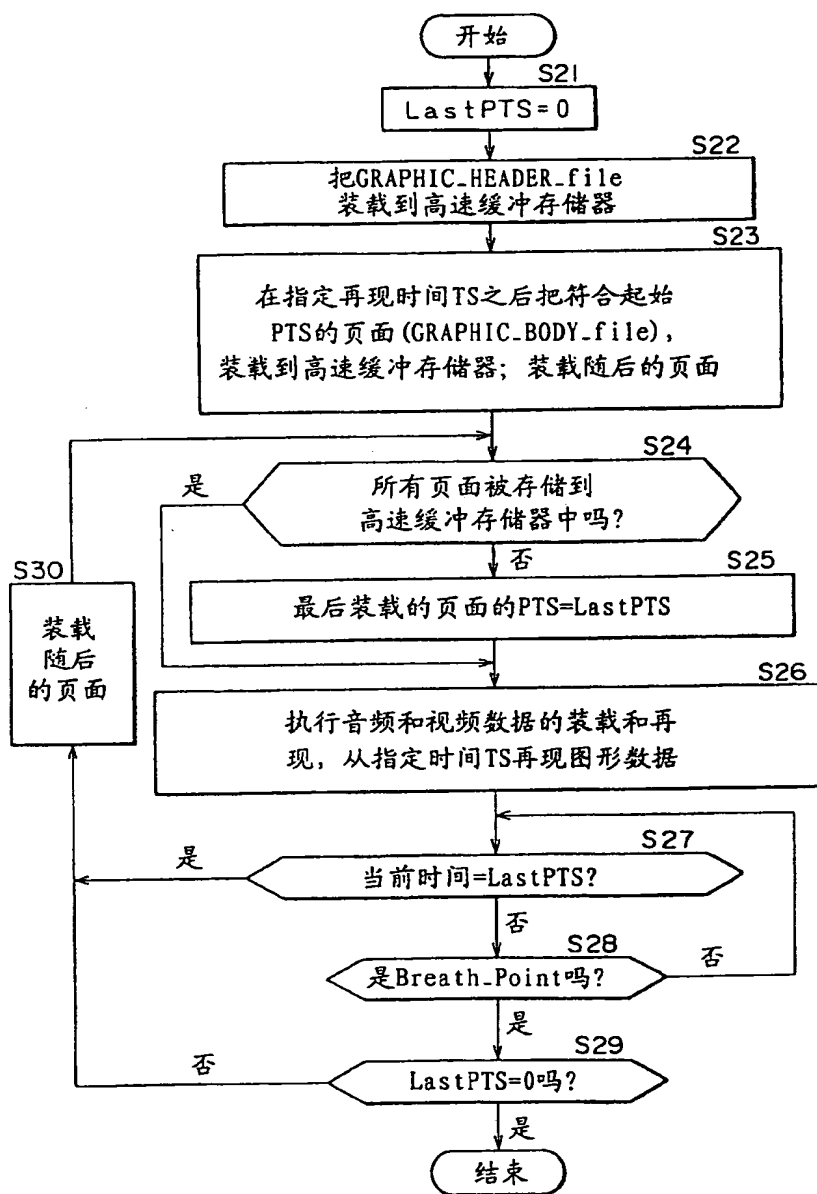 开始
S21
LastPTS=0
S22
把GRAPHIC_HEADER_file
装载到高速缓冲存储器
S23
在指定再现时间TS之后把符合起始
PTS的页面(GRAPHIC_BODY_file),
装载到高速缓冲存储器; 装载随后的页面
S24
是
所有页面被存储到
高速缓冲存储器中吗?
否
S25
最后装载的页面的PTS=LastPTS
S30
装载
随后
的页面
S26
执行音频和视频数据的装载和再
现, 从指定时间TS再现图形数据
S27
是
当前时间=LastPTS?
否
S28
是Breath_Point吗?
否
是
S29
否
LastPTS=0吗?
是
结束